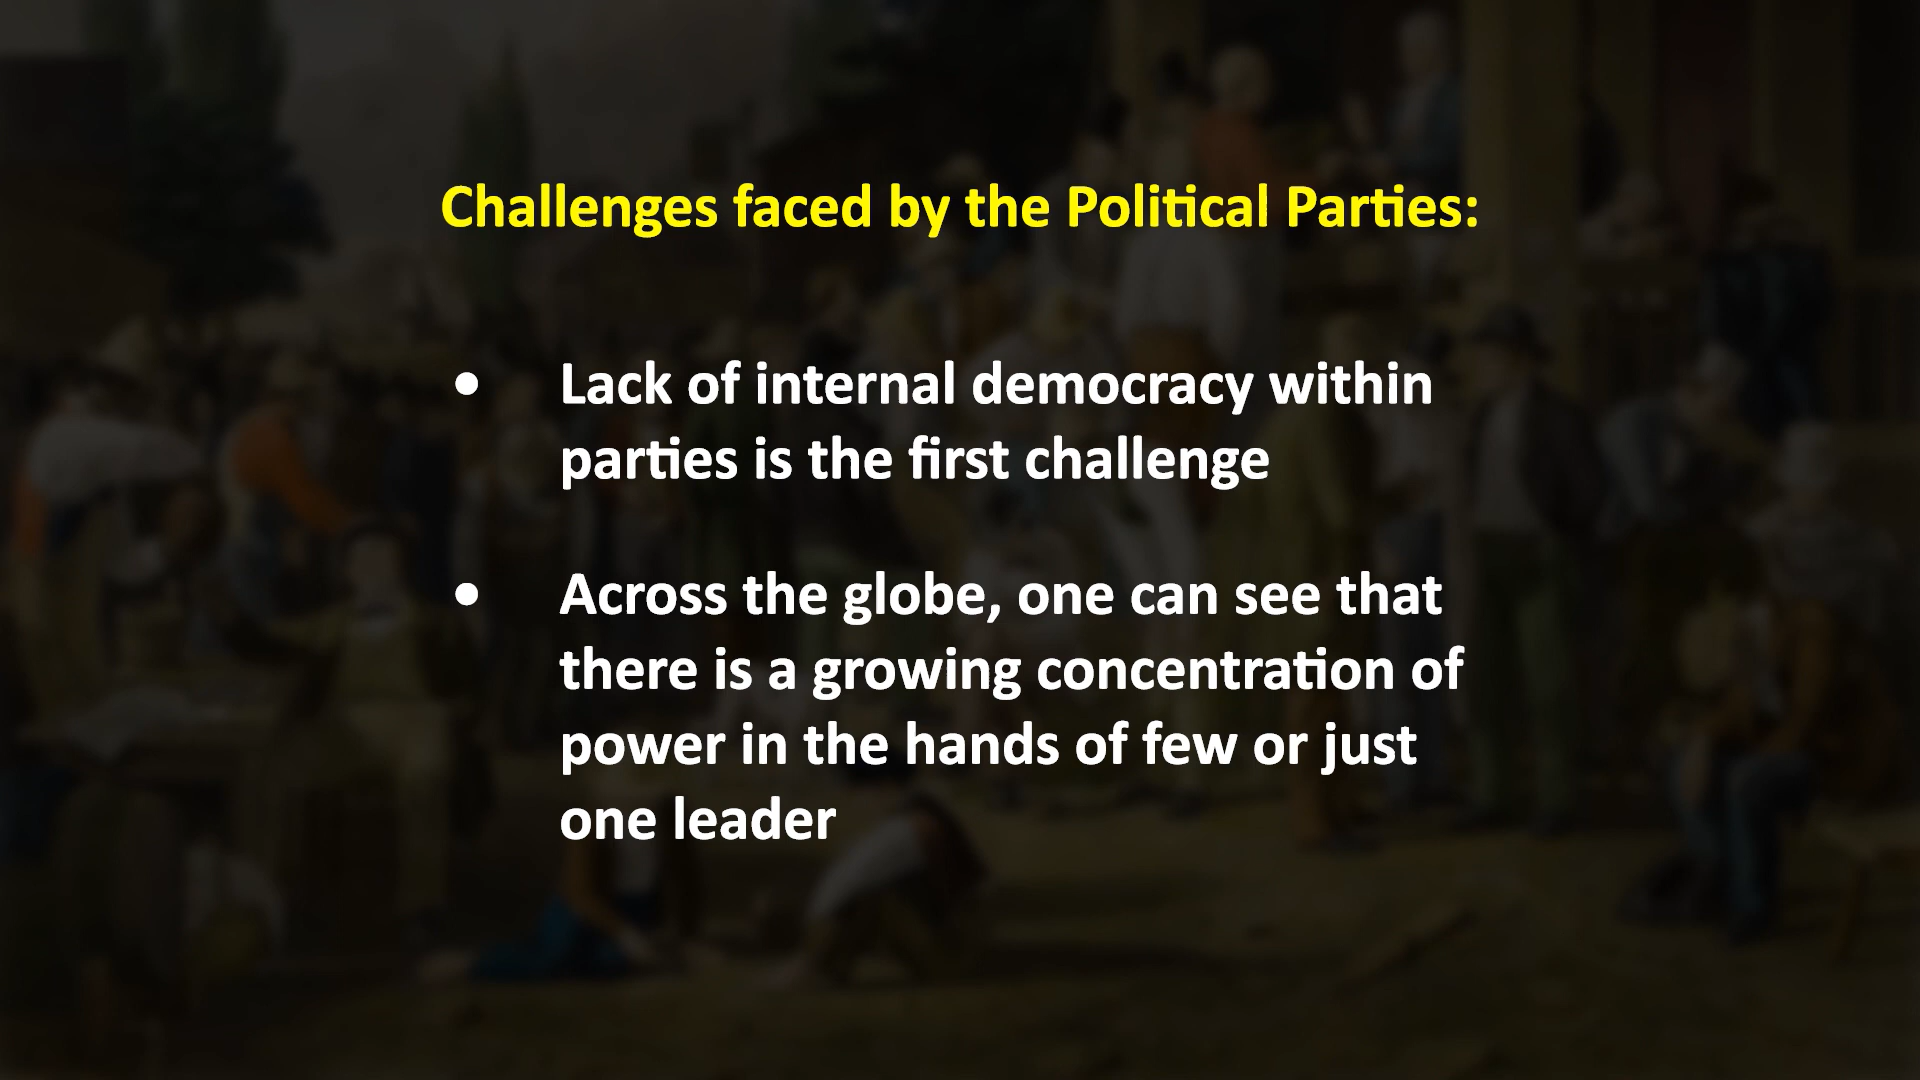 Challenges faced by the Political Parties:
• Lack of internal democracy within
parties is the first challenge
• Across the globe, one can see that
there is a growing concentration of
power in the hands of few or just
one leader